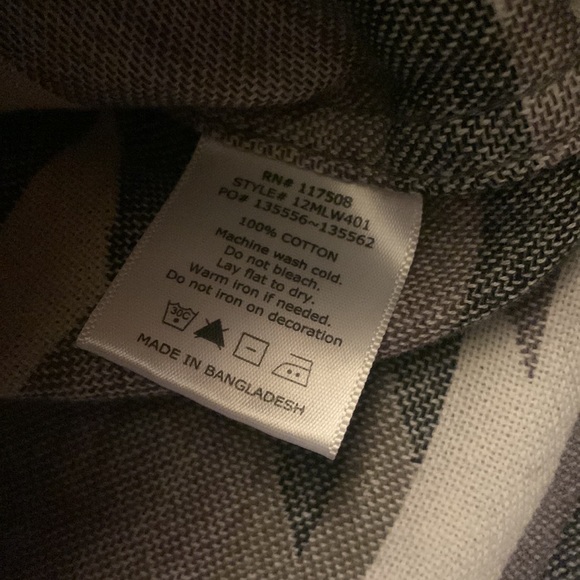 RN# 117508
STYLE# 12MLW401
PO# 135556~135562
100% COTTON
Machine wash cold.
Do not bleach.
Lay flat to dry.
Warm iron if needed.
Do not iron on decoration
30C
MADE IN BANGLADESH